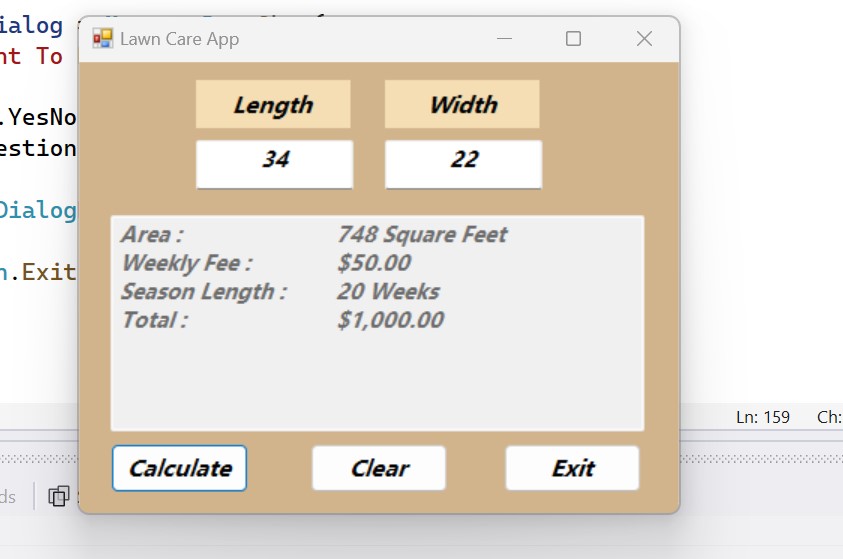 ialog
nt To
.YesNo
estion
Dialog
.Exit
Lawn Care App
Length Width
34 22
Area : 748 Square Feet
Weekly Fee : $50.00
Season Length : 20 Weeks
Total : $1,000.00
Calculate Clear Exit
Ln: 159 Ch:
ds